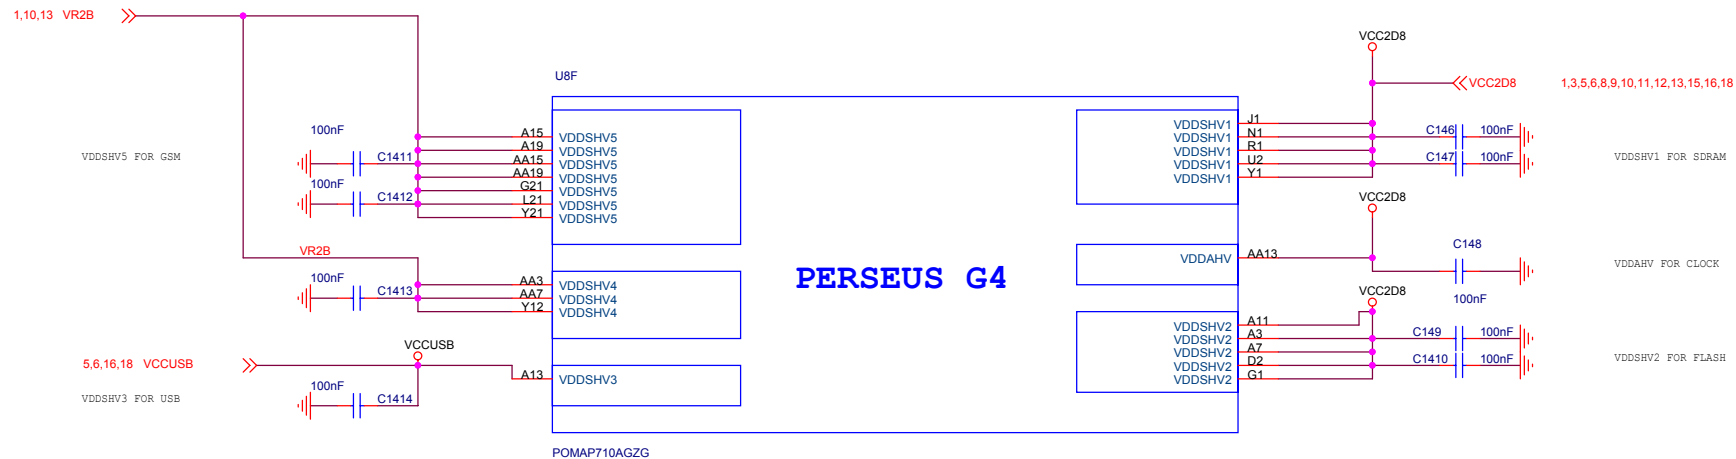 1,10,13 VR2B
VCC2D8
U8F
VCC2D8 1,3,5,6,8,9,10,11,12,13,15,16,18
100nF
C1411
VDDSHV5 FOR GSM
100nF
C1412
A15 VDDSHV5
A19 VDDSHV5
AA15 VDDSHV5
AA19 VDDSHV5
G21 VDDSHV5
L21 VDDSHV5
Y21 VDDSHV5
VDDSHV1 J1
VDDSHV1 N1
VDDSHV1 R1
VDDSHV1 U2
VDDSHV1 Y1
C146 100nF
C147 100nF
VDDSHV1 FOR SDRAM
VCC2D8
VR2B
100nF
C1413
AA3 VDDSHV4
AA7 VDDSHV4
Y12 VDDSHV4
PERSEUS G4
VDDAHV AA13
C148
100nF
VDDAHV FOR CLOCK
VCC2D8
VDDSHV2 A11
VDDSHV2 A3
VDDSHV2 A7
VDDSHV2 D2
VDDSHV2 G1
C149 100nF
C1410 100nF
VDDSHV2 FOR FLASH
VCCUSB
5,6,16,18 VCCUSB
A13 VDDSHV3
100nF
C1414
VDDSHV3 FOR USB
POMAP710AGZG